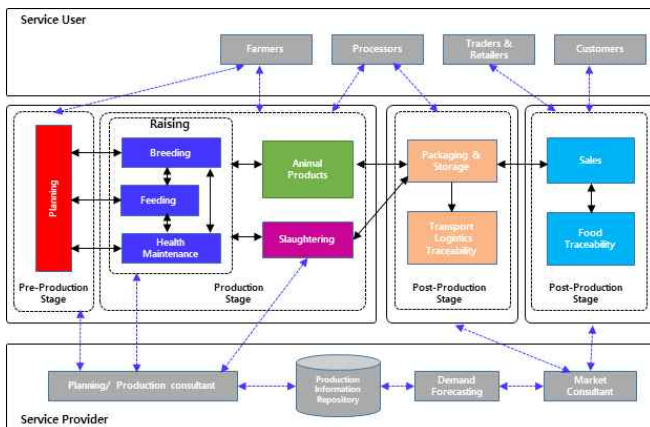 Service User
Farmers
Processors
Traders &
Retailers
Customers
Raising
Planning
Breeding
Feeding
Health
Maintenance
Animal
Products
Slaughtering
Packaging &
Storage
Transport
Logistics
Traceability
Sales
Food
Traceability
Pre-Production
Stage
Production
Stage
Post-Production
Stage
Post-Production
Stage
Planning/ Production consultant
Production
Information
Repository
Demand
Forecasting
Market
Consultant
Service Provider